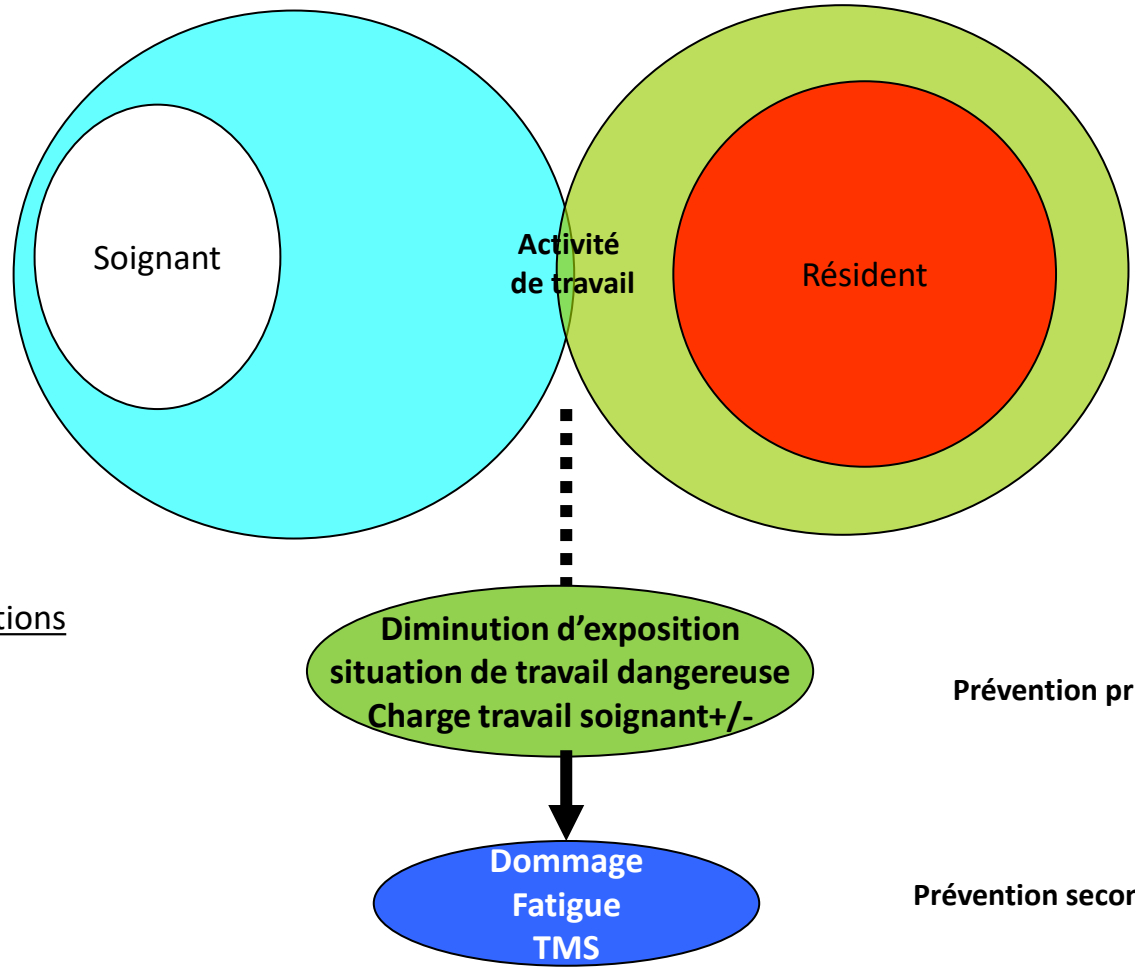 Soignant
Activité
de travail
Résident
tions
Diminution d’exposition
situation de travail dangereuse
Charge travail soignant+/-
Prévention pr
Dommage
Fatigue
TMS
Prévention secon